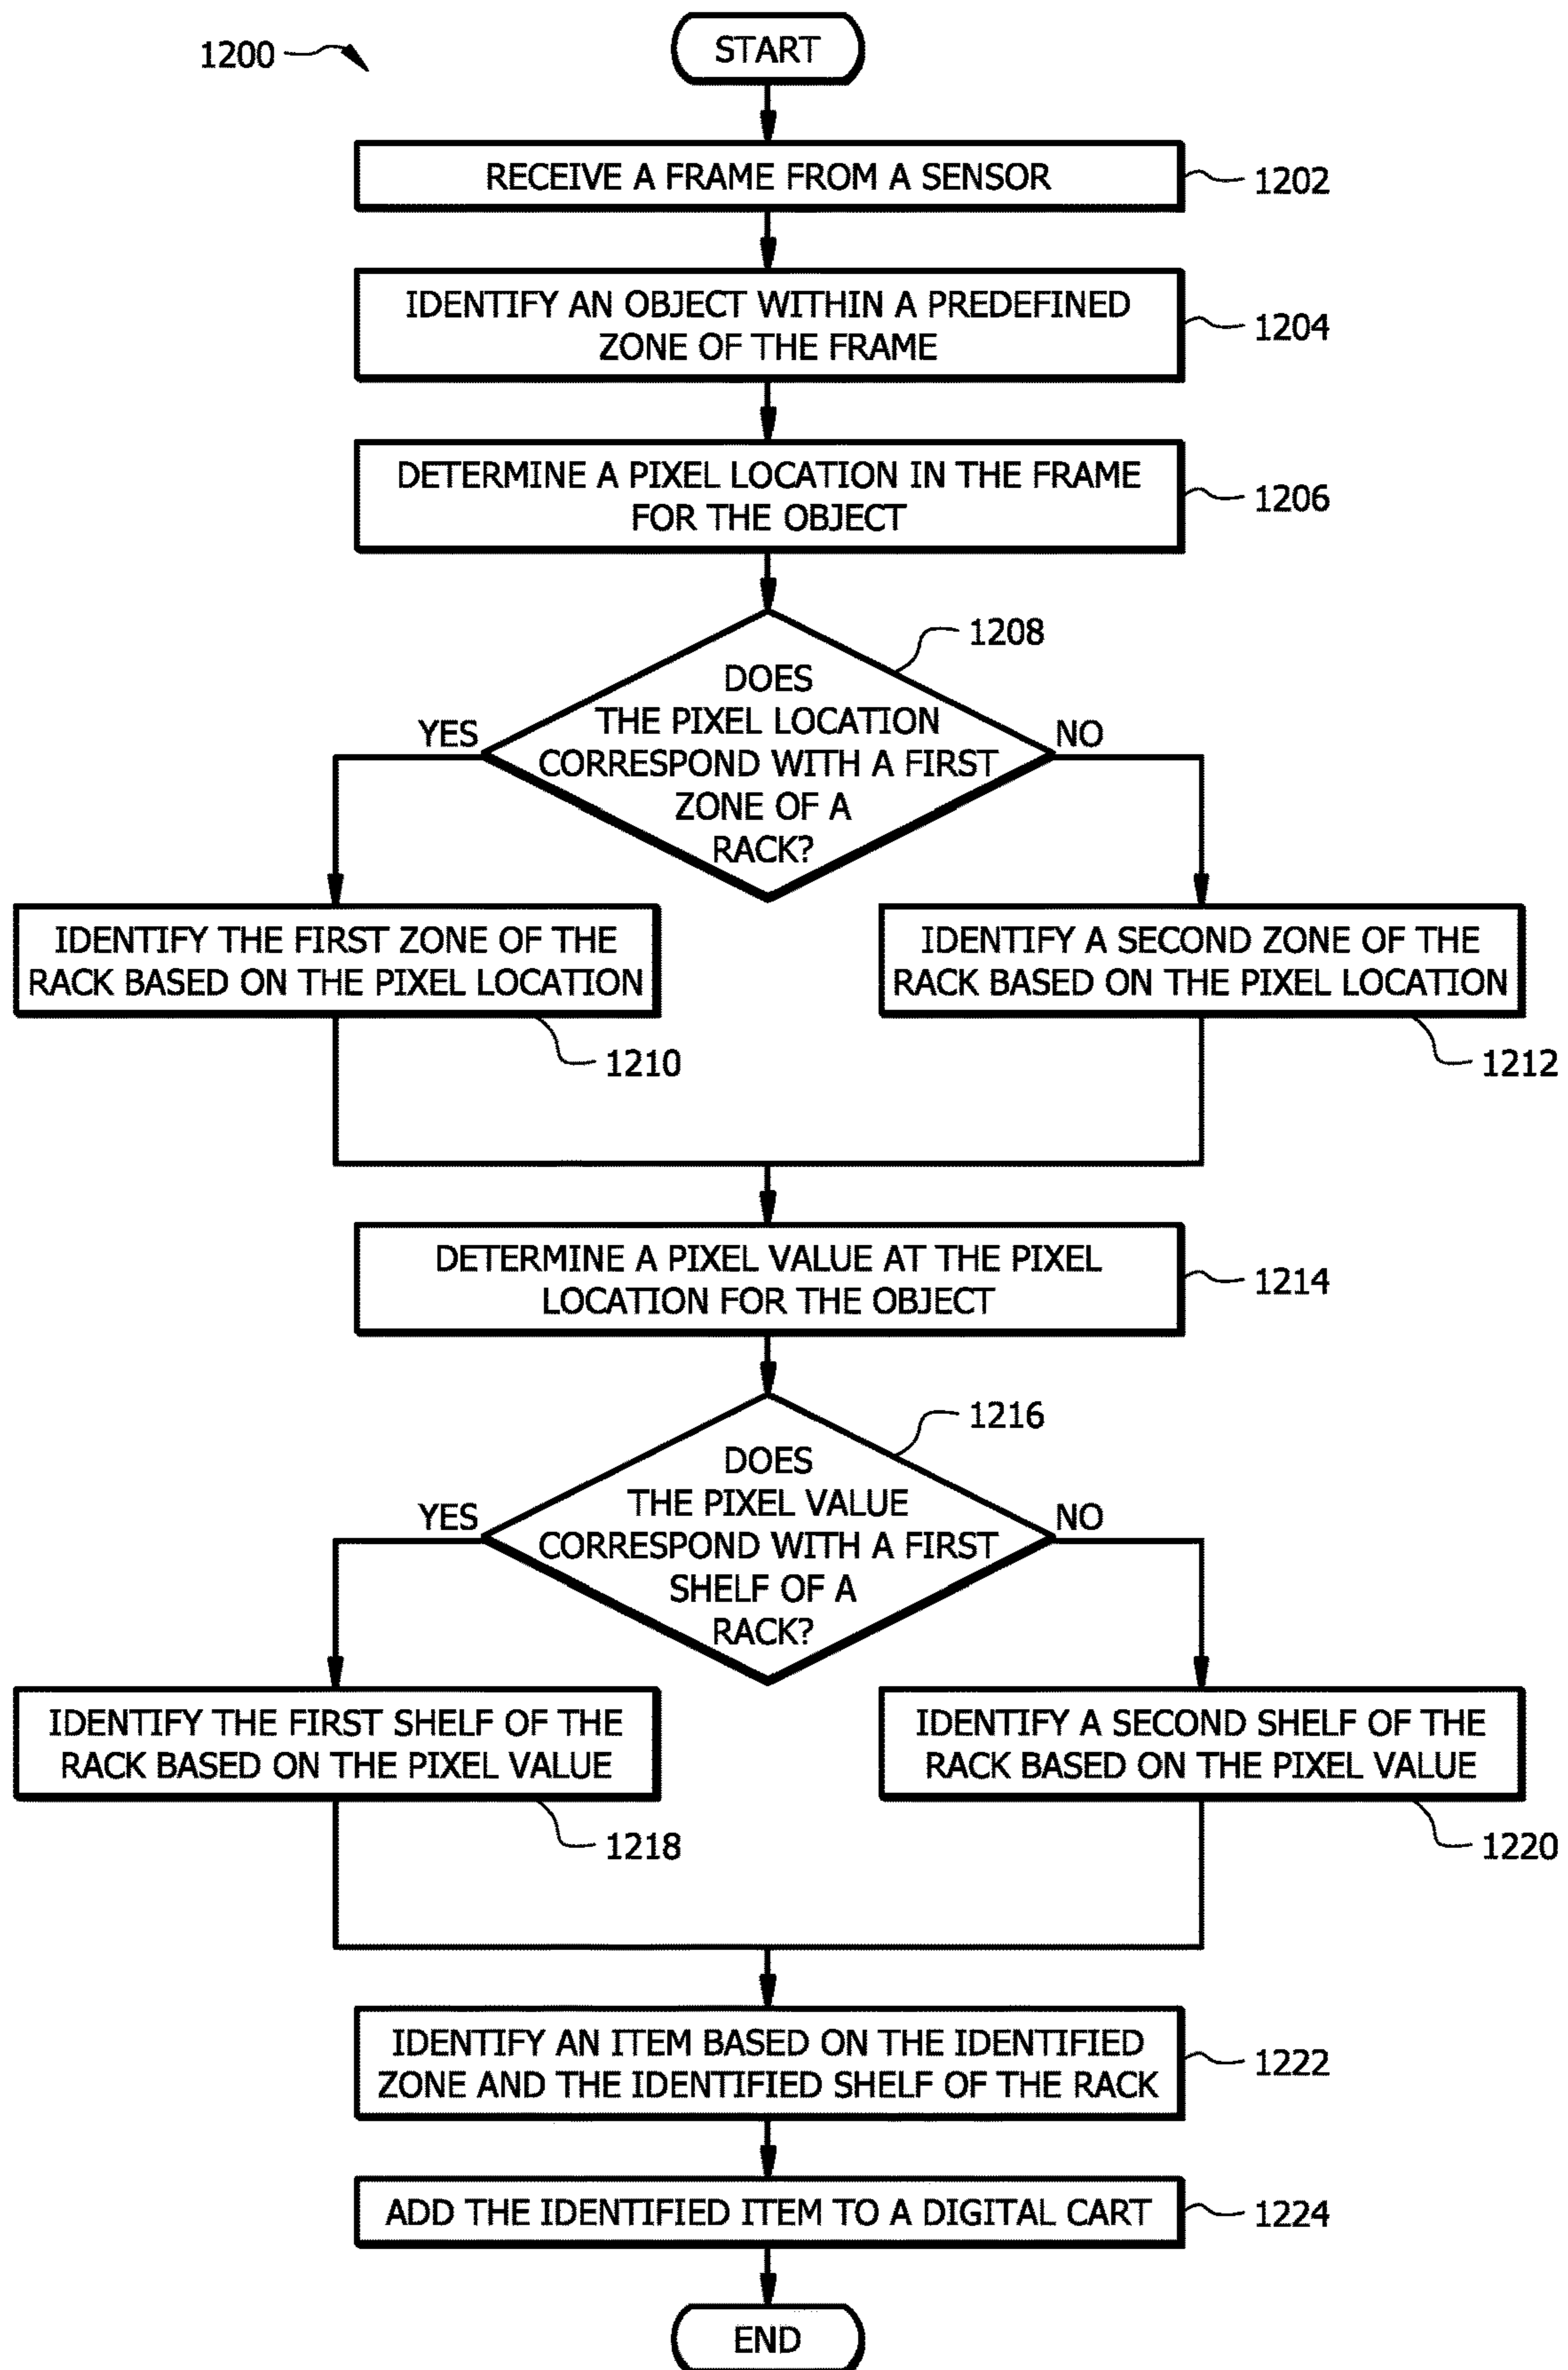 1200
START
RECEIVE A FRAME FROM A SENSOR
1202
IDENTIFY AN OBJECT WITHIN A PREDEFINED
ZONE OF THE FRAME
1204
DETERMINE A PIXEL LOCATION IN THE FRAME
FOR THE OBJECT
1206
1208
DOES
THE PIXEL LOCATION
CORRESPOND WITH A FIRST
ZONE OF A
RACK?
YES
NO
IDENTIFY THE FIRST ZONE OF THE
RACK BASED ON THE PIXEL LOCATION
1210
IDENTIFY A SECOND ZONE OF THE
RACK BASED ON THE PIXEL LOCATION
1212
DETERMINE A PIXEL VALUE AT THE PIXEL
LOCATION FOR THE OBJECT
1214
1216
DOES
THE PIXEL VALUE
CORRESPOND WITH A FIRST
SHELF OF A
RACK?
YES
NO
IDENTIFY THE FIRST SHELF OF THE
RACK BASED ON THE PIXEL VALUE
1218
IDENTIFY A SECOND SHELF OF THE
RACK BASED ON THE PIXEL VALUE
1220
IDENTIFY AN ITEM BASED ON THE IDENTIFIED
ZONE AND THE IDENTIFIED SHELF OF THE RACK
1222
ADD THE IDENTIFIED ITEM TO A DIGITAL CART
1224
END